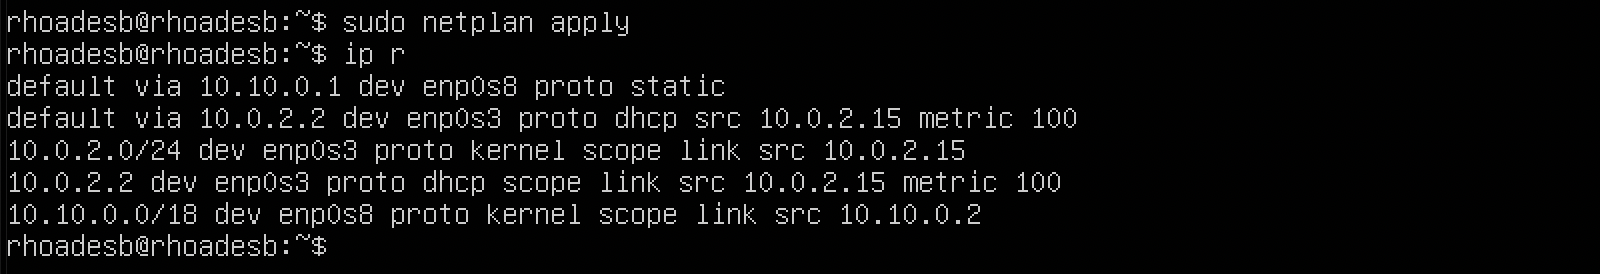 rhoadesb@rhoadesb:~$ sudo netplan apply
rhoadesb@rhoadesb:~$ ip r
default via 10.10.0.1 dev enp0s8 proto static
default via 10.0.2.2 dev enp0s3 proto dhcp src 10.0.2.15 metric 100
10.0.2.0/24 dev enp0s3 proto kernel scope link src 10.0.2.15
10.0.2.2 dev enp0s3 proto dhcp scope link src 10.0.2.15 metric 100
10.10.0.0/18 dev enp0s8 proto kernel scope link src 10.10.0.2
rhoadesb@rhoadesb:~$